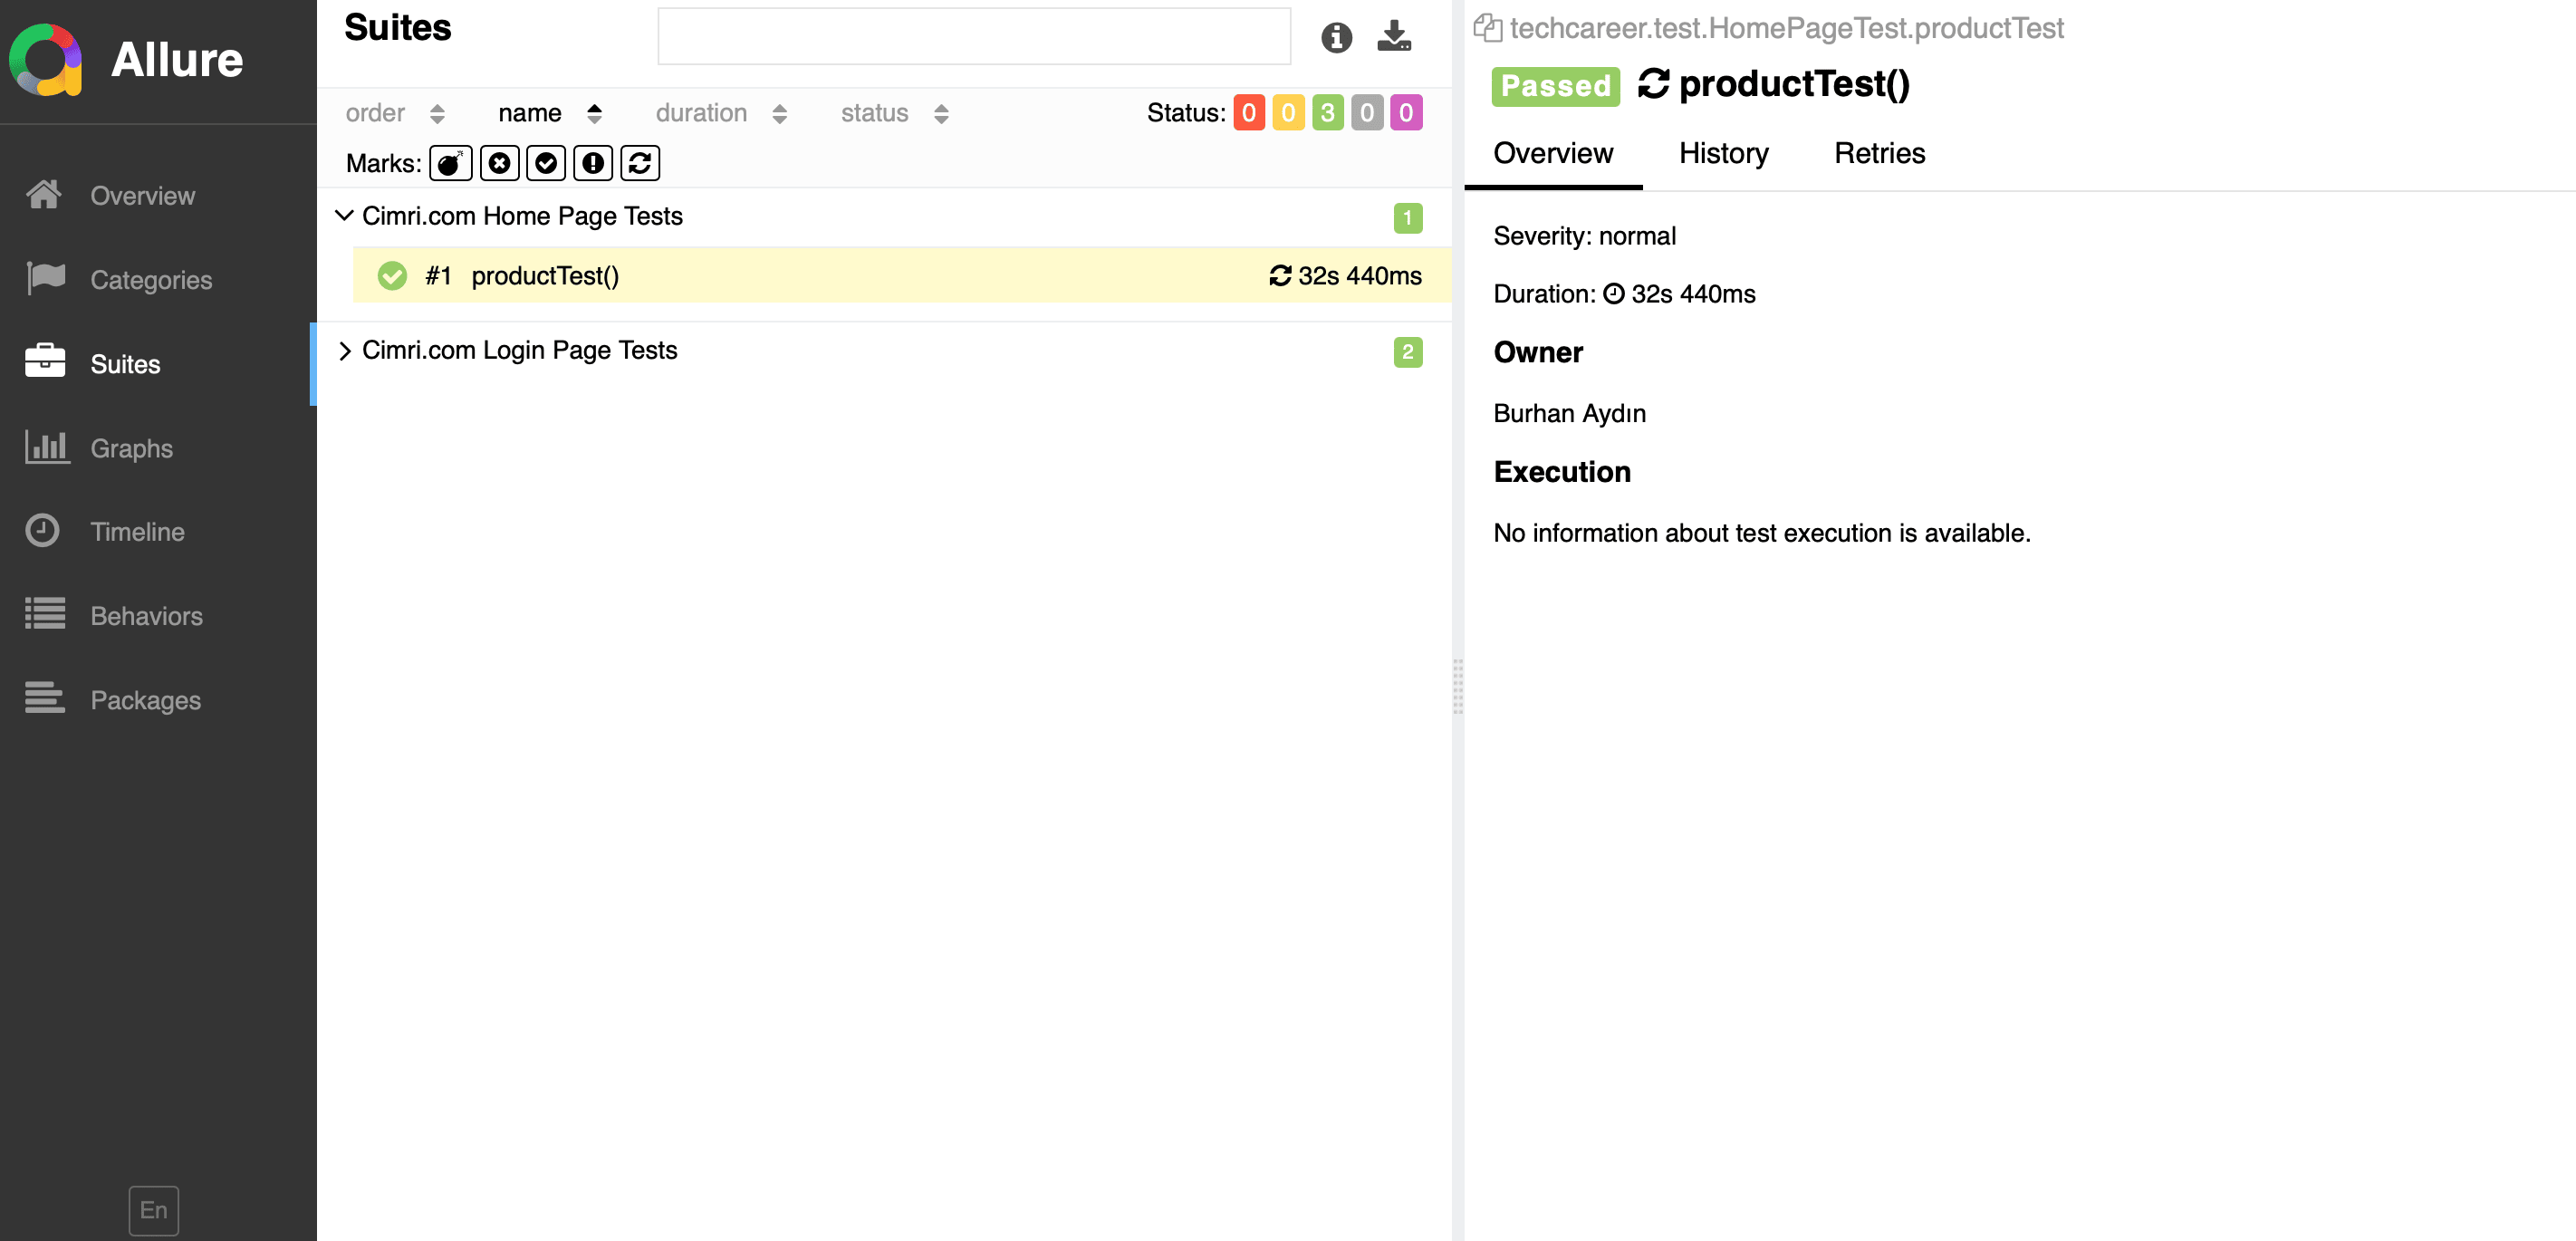 Allure
Overview
Categories
Suites
Graphs
Timeline
Behaviors
Packages
En
Suites
order name duration status Status: 0 0 3 0 0
Marks:
Cimri.com Home Page Tests 1
#1 productTest() 32s 440ms
Cimri.com Login Page Tests 2
techcareer.test.HomePageTest.productTest
Passed productTest()
Overview History Retries
Severity: normal
Duration: 32s 440ms
Owner
Burhan Aydın
Execution
No information about test execution is available.